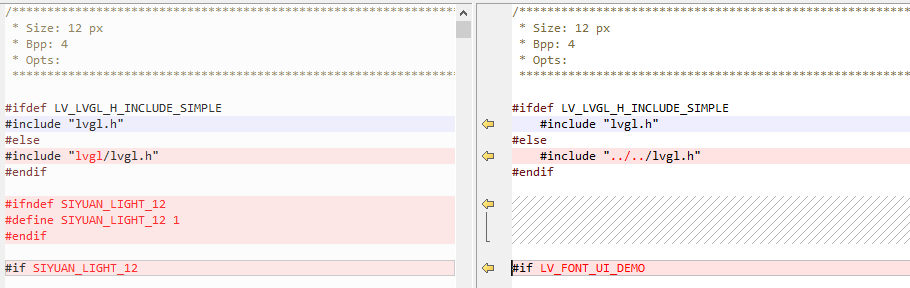 /*******************************************************************
 * Size: 12 px
 * Bpp: 4
 * Opts:
 *******************************************************************
#ifdef LV_LVGL_H_INCLUDE_SIMPLE
#include "lvgl.h"
#else
#include "lvgl/lvgl.h"
#endif
#ifndef SIYUAN_LIGHT_12
#define SIYUAN_LIGHT_12 1
#endif
#if SIYUAN_LIGHT_12
/*******************************************************************
 * Size: 12 px
 * Bpp: 4
 * Opts:
 *******************************************************************
#ifdef LV_LVGL_H_INCLUDE_SIMPLE
    #include "lvgl.h"
#else
    #include "../../lvgl.h"
#endif
#if LV_FONT_UI_DEMO